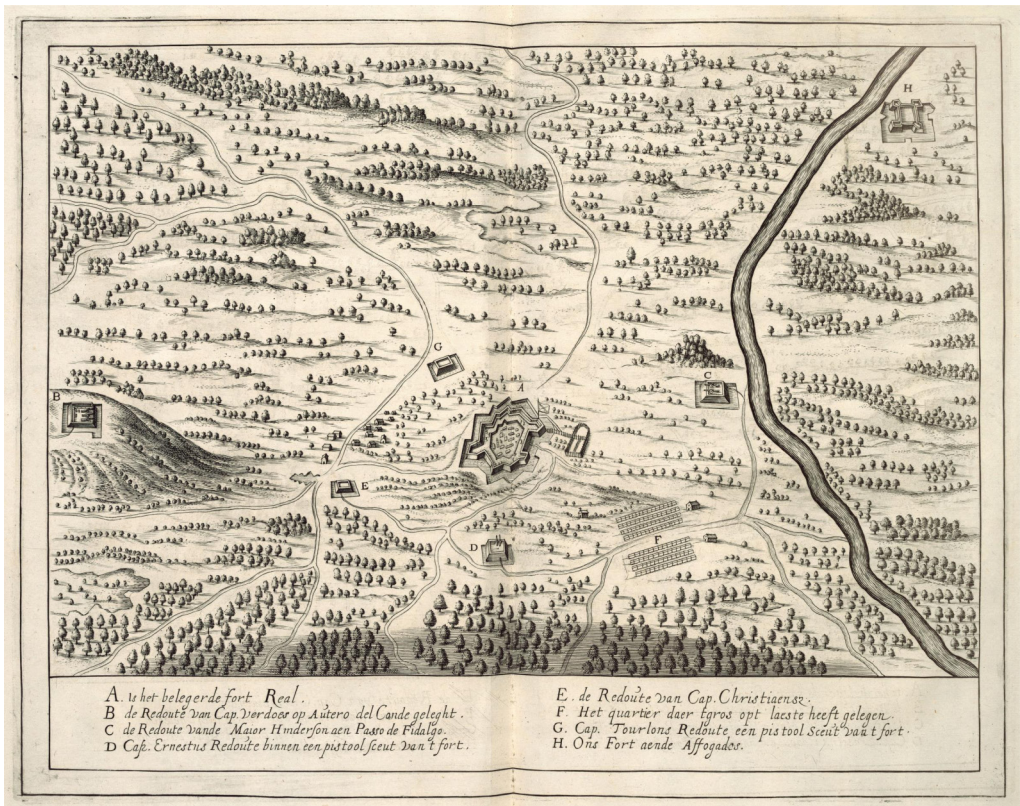 H
G
A
C
B
E
F
D
A. is het belegerde fort Real.
B de Redoute van Cap. Verdoes op Autero del Cande geleght.
C de Redoute vande Maior Hinderson aen Passo de Fidalgo.
D Cap. Ernestus Redoute binnen een pistool sceut van t fort.
E. de Redoute van Cap. Christiaensz.
F. Het quartier daer tgros opt laeste heeft gelegen.
G. Cap. Tourlons Redoute, een pistool Sceut van t fort.
H. Ons Fort aende Affogados.